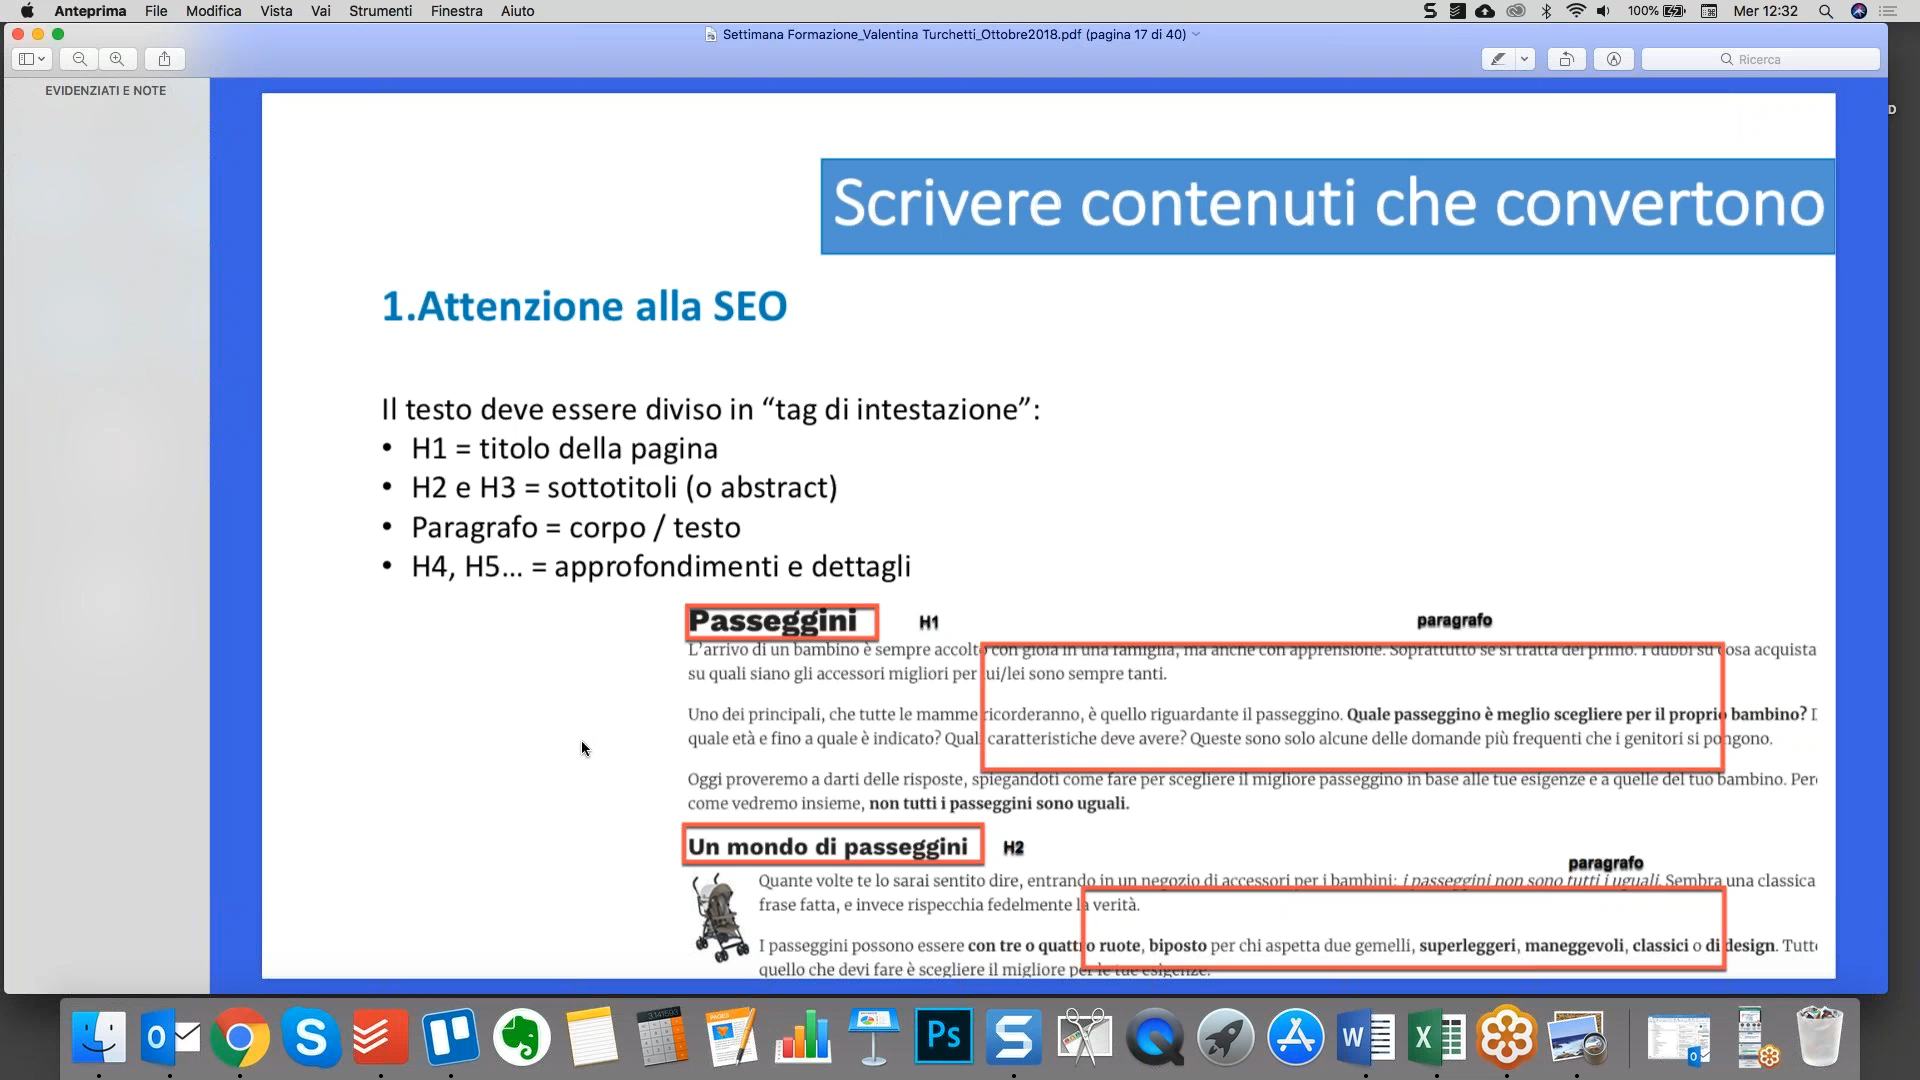 Anteprima File Modifica Vista Vai Strumenti Finestra Aiuto
100% Mer 12:32
Settimana Formazione_Valentina Turchetti_Ottobre2018.pdf (pagina 17 di 40)
Ricerca
EVIDENZIATI E NOTE
D
Scrivere contenuti che convertono
1.Attenzione alla SEO
Il testo deve essere diviso in “tag di intestazione”:
• H1 = titolo della pagina
• H2 e H3 = sottotitoli (o abstract)
• Paragrafo = corpo / testo
• H4, H5… = approfondimenti e dettagli
Passeggini H1 paragrafo
L’arrivo di un bambino è sempre accolto con gioia in una famiglia, ma anche con apprensione. Soprattutto se si tratta del primo. I dubbi su cosa acquista
su quali siano gli accessori migliori per lui/lei sono sempre tanti.
Uno dei principali, che tutte le mamme ricorderanno, è quello riguardante il passeggino. Quale passeggino è meglio scegliere per il proprio bambino?
quale età e fino a quale è indicato? Quali caratteristiche deve avere? Queste sono solo alcune delle domande più frequenti che i genitori si pongono.
Oggi proveremo a darti delle risposte, spiegandoti come fare per scegliere il migliore passeggino in base alle tue esigenze e a quelle del tuo bambino. Per
come vedremo insieme, non tutti i passeggini sono uguali.
Un mondo di passeggini H2
paragrafo
Quante volte te lo sarai sentito dire, entrando in un negozio di accessori per i bambini: i passeggini non sono tutti i uguali. Sembra una classica
frase fatta, e invece rispecchia fedelmente la verità.
I passeggini possono essere con tre o quattro ruote, biposto per chi aspetta due gemelli, superleggeri, maneggevoli, classici o di design. Tutt
quello che devi fare è scegliere il migliore per le tue esigenze.
3,141593
PAGES
Ps